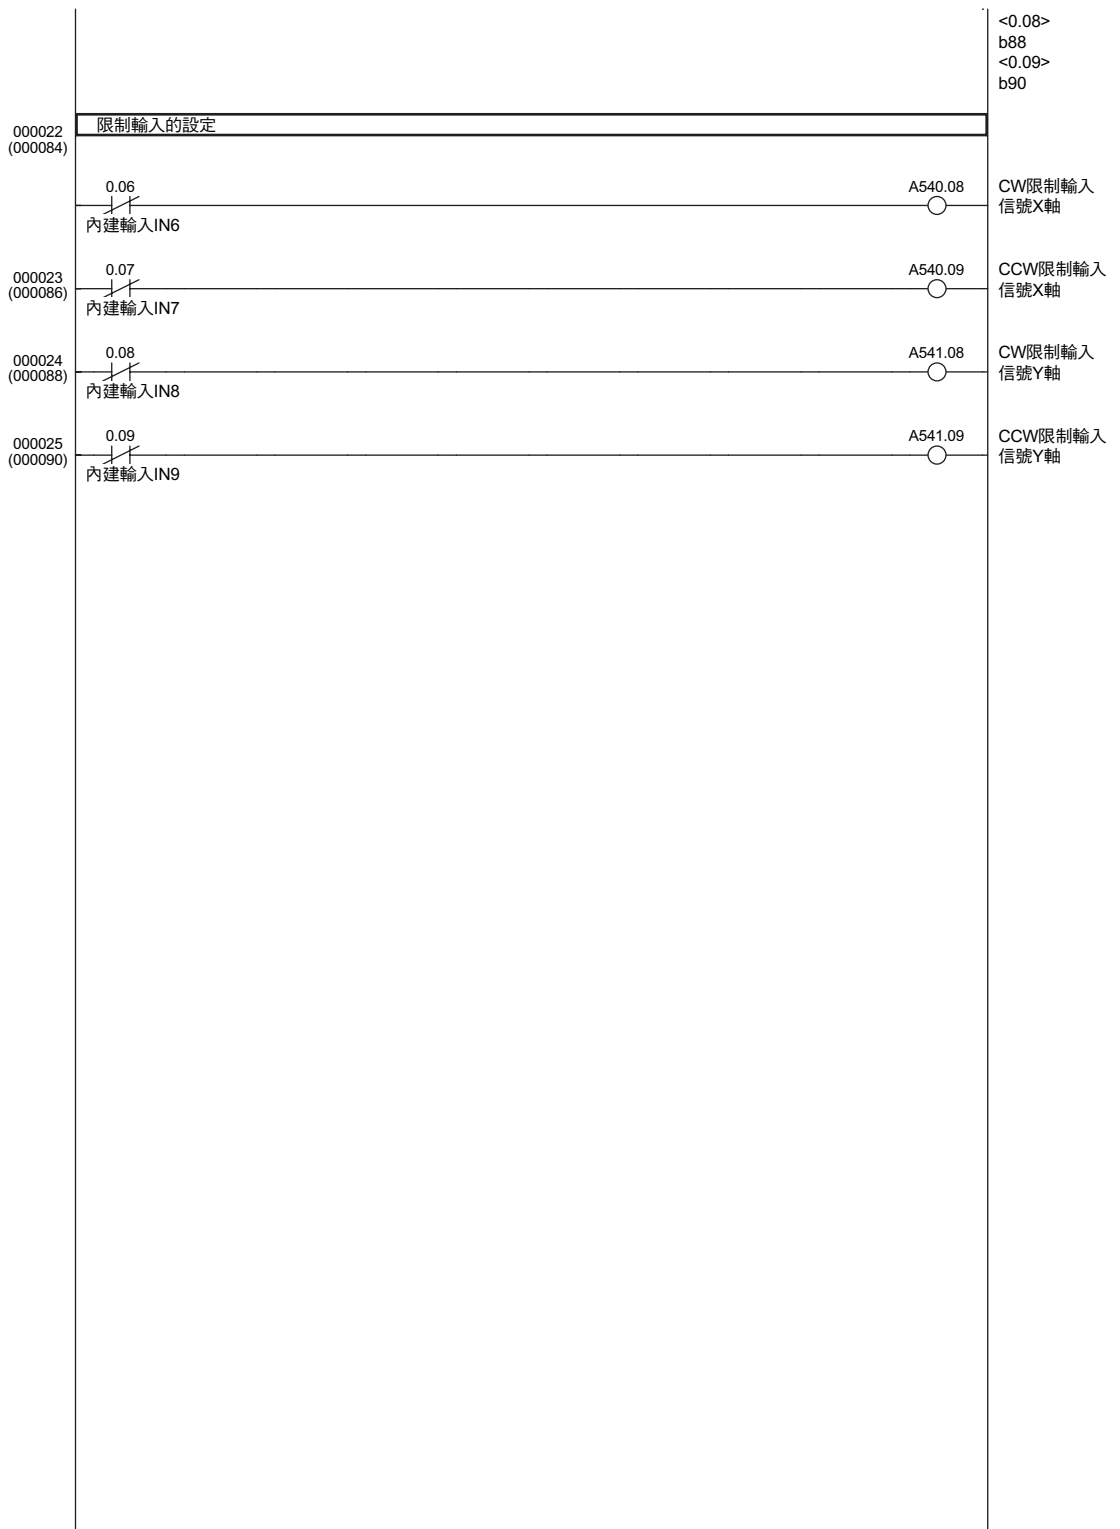 <0.08>
b88
<0.09>
b90
000022
(000084)
限制輸入的設定
0.06
A540.08
CW限制輸入
信號X軸
內建輸入IN6
000023
(000086)
0.07
A540.09
CCW限制輸入
信號X軸
內建輸入IN7
000024
(000088)
0.08
A541.08
CW限制輸入
信號Y軸
內建輸入IN8
000025
(000090)
0.09
A541.09
CCW限制輸入
信號Y軸
內建輸入IN9